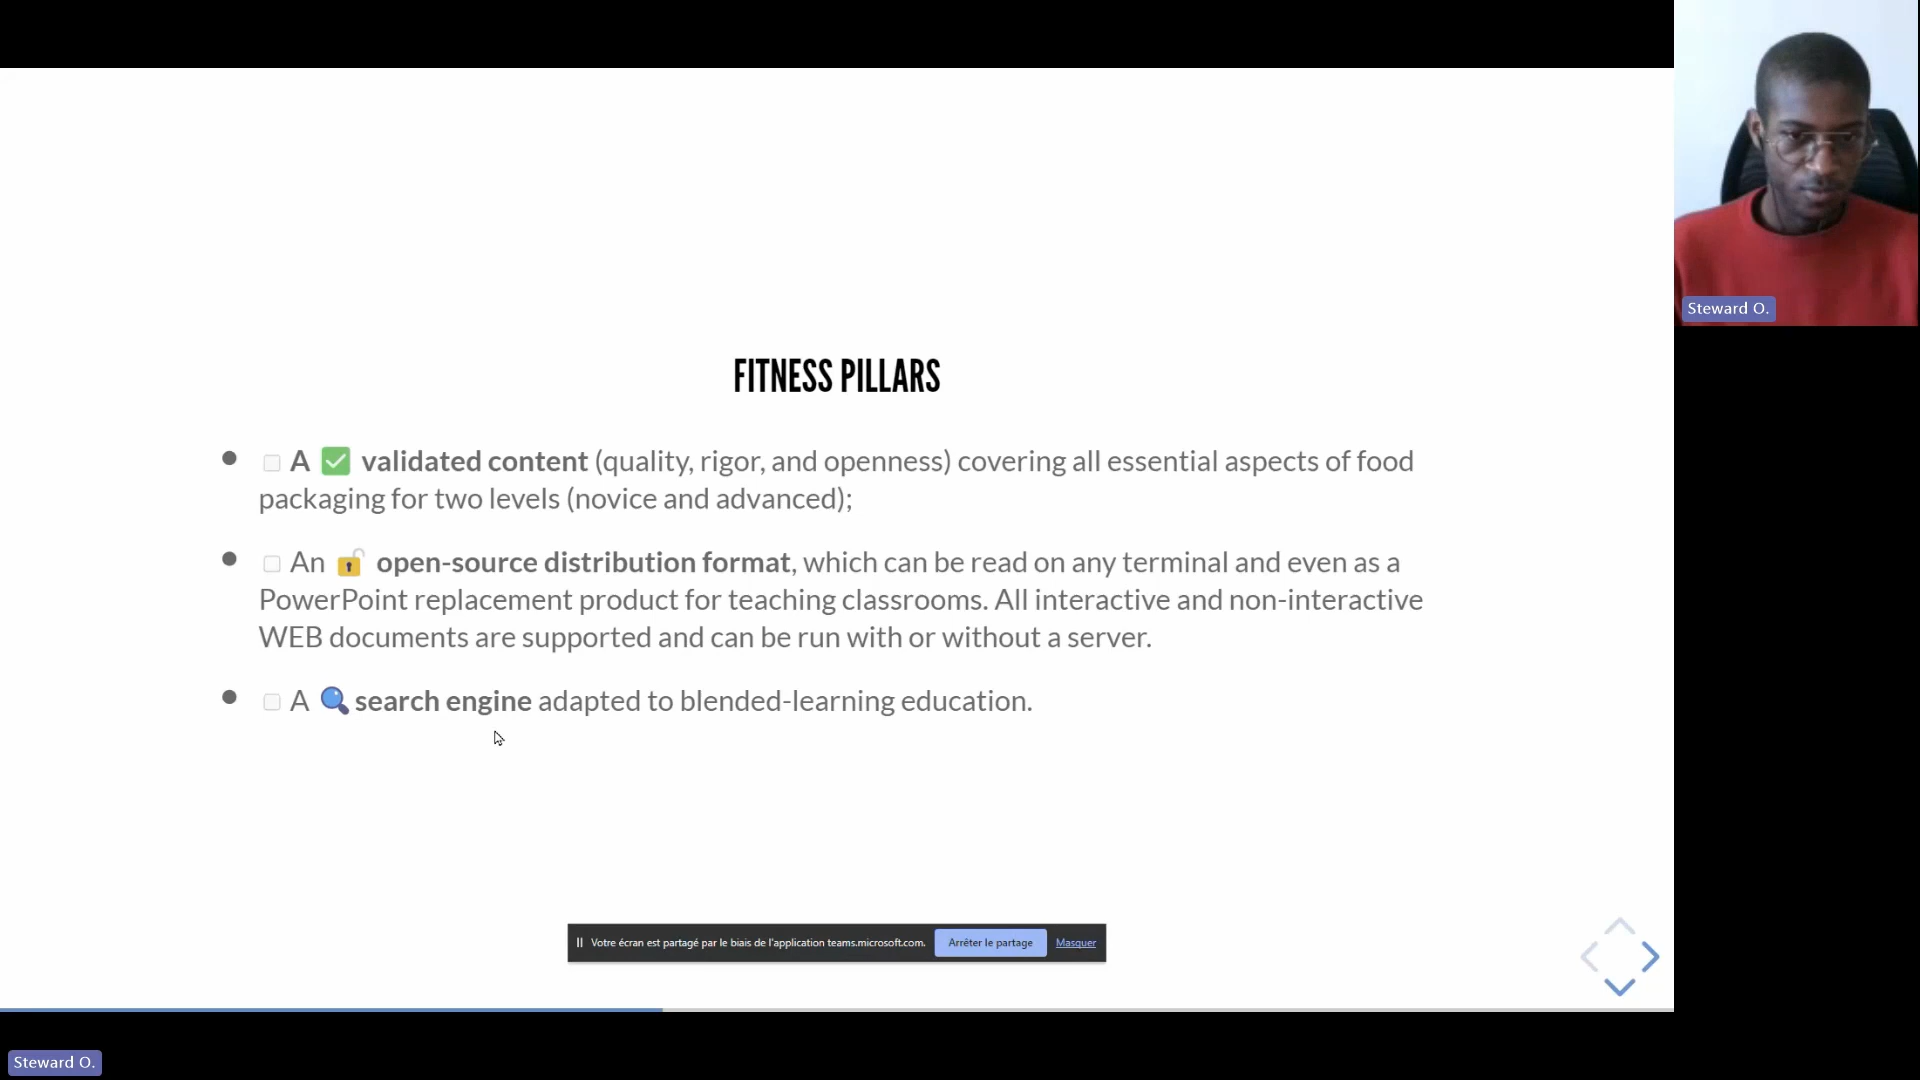 FITNESS PILLARS
A ✅ validated content (quality, rigor, and openness) covering all essential aspects of food
packaging for two levels (novice and advanced);
An 🔓 open-source distribution format, which can be read on any terminal and even as a
PowerPoint replacement product for teaching classrooms. All interactive and non-interactive
WEB documents are supported and can be run with or without a server.
A 🔍 search engine adapted to blended-learning education.
Votre écran est partagé par le biais de l'application teams.microsoft.com. Arrêter le partage Masquer
Steward O.
Steward O.